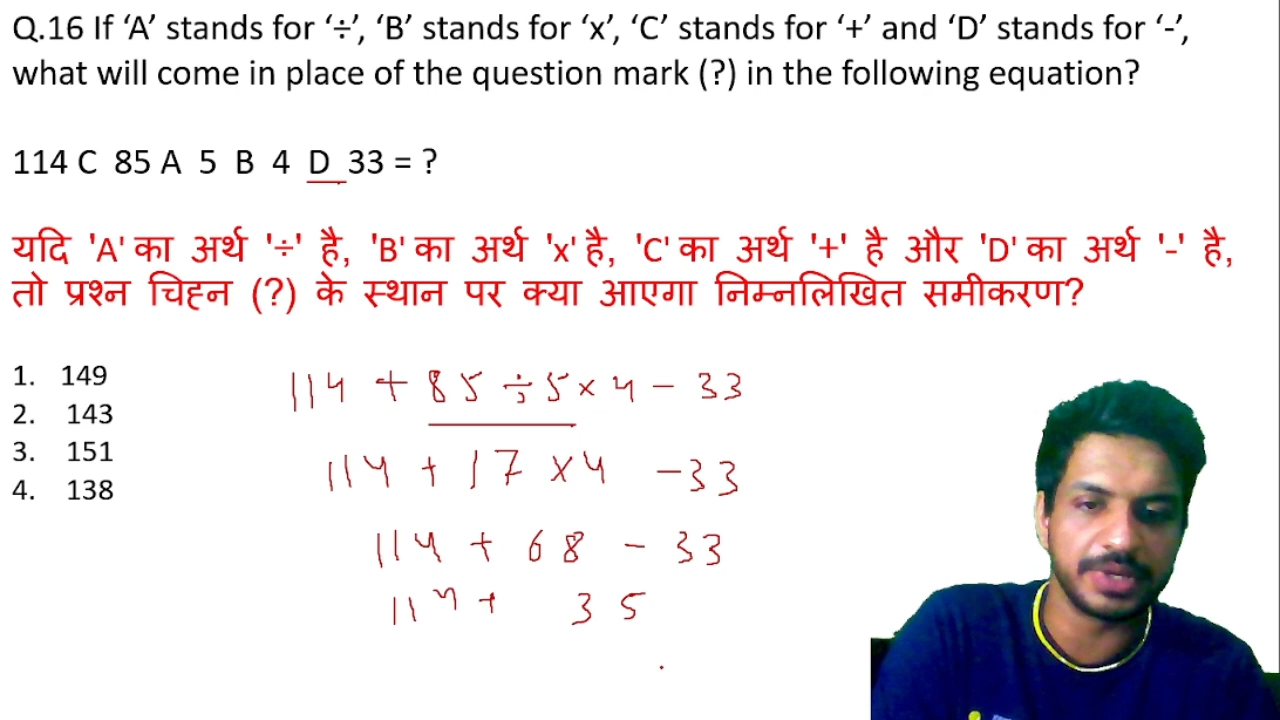 Q.16 If ‘A’ stands for ‘÷’, ‘B’ stands for ‘x’, ‘C’ stands for ‘+’ and ‘D’ stands for ‘-’,
what will come in place of the question mark (?) in the following equation?
114 C 85 A 5 B 4 D 33 = ?
यदि 'A' का अर्थ '÷' है, 'B' का अर्थ 'x' है, 'C' का अर्थ '+' है और 'D' का अर्थ '-' है,
तो प्रश्न चिह्न (?) के स्थान पर क्या आएगा निम्नलिखित समीकरण?
1. 149
2. 143
3. 151
4. 138
114 + 85 ÷ 5 × 4 - 33
114 + 17 × 4 - 33
114 + 68 - 33
114 + 35